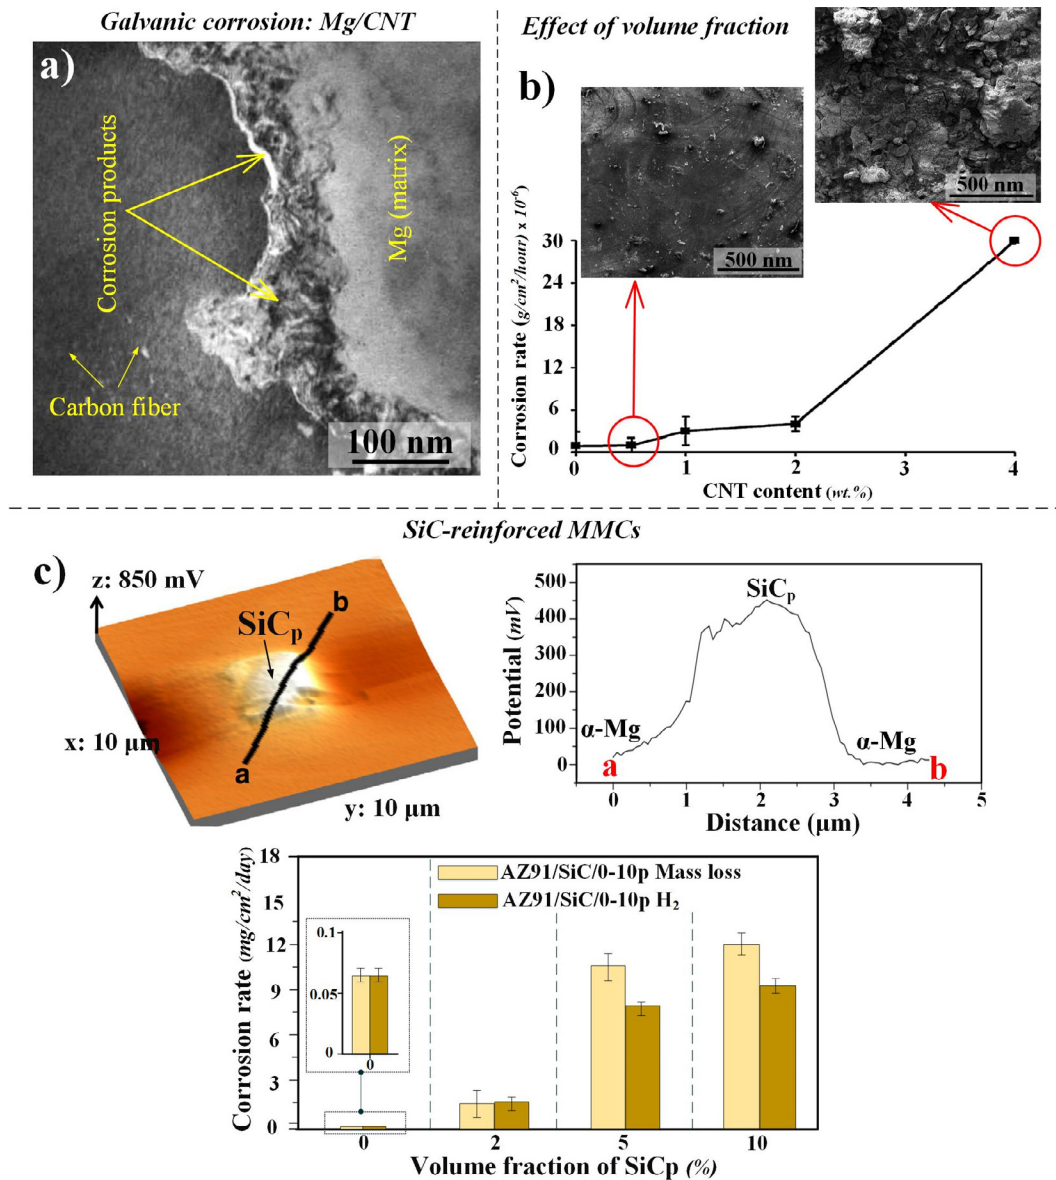 Galvanic corrosion: Mg/CNT
a)
Corrosion products
Mg (matrix)
Carbon fiber
100 nm
Effect of volume fraction
b)
500 nm
500 nm
Corrosion rate (g/cm²/hour) x 10⁻⁶
30
24
18
12
6
0
0
1
2
3
4
CNT content (wt.%)
SiC-reinforced MMCs
c)
z: 850 mV
SiCₚ
b
a
x: 10 µm
y: 10 µm
Potential (mV)
500
400
300
200
100
0
SiCₚ
α-Mg
α-Mg
a
b
0
1
2
3
4
5
Distance (µm)
Corrosion rate (mg/cm²/day)
18
15
12
9
6
3
0
AZ91/SiC/0-10p Mass loss
AZ91/SiC/0-10p H₂
0.1
0.05
0
0
0
2
5
10
Volume fraction of SiCp (%)